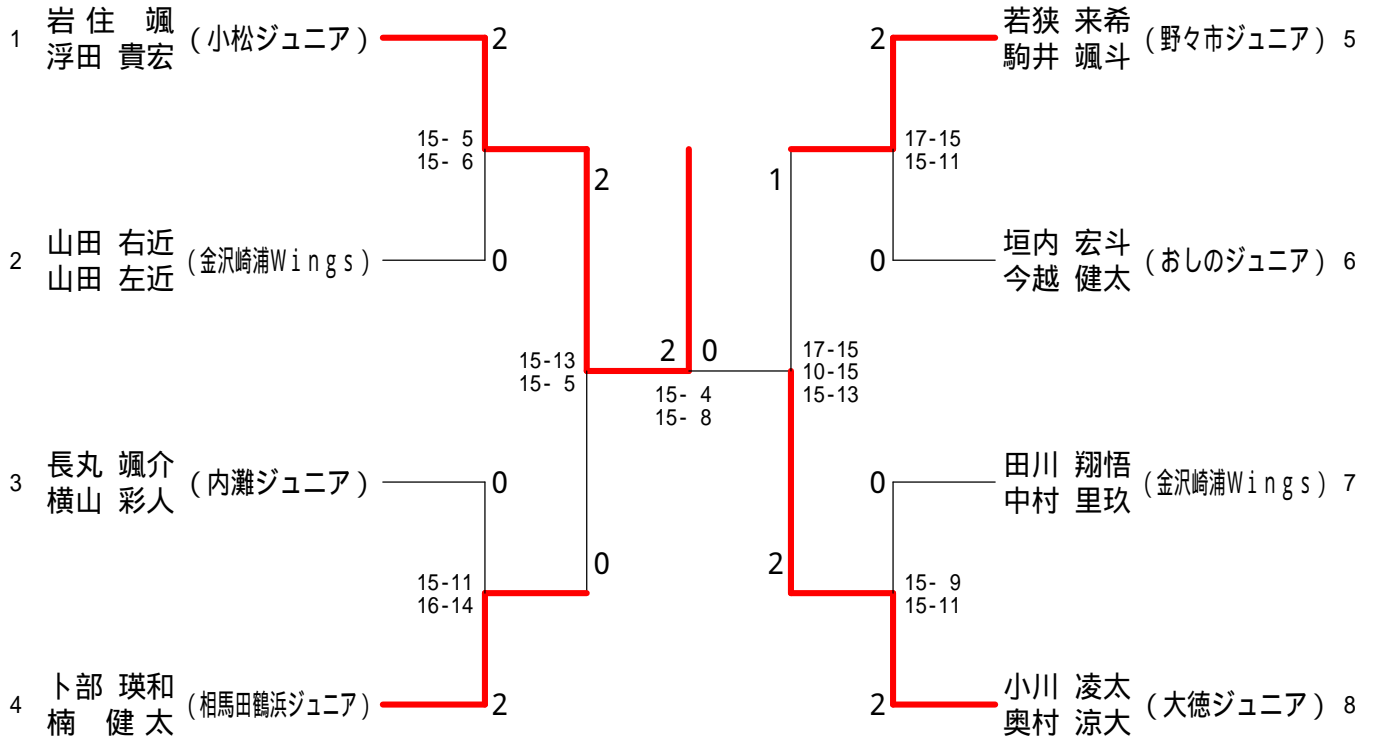 1 岩住 颯 (小松ジュニア) 2
浮田 貴宏
15- 5
15- 6
2
2 山田 右近 (金沢崎浦Wings) 0
山田 左近
15-13
15- 5
3 長丸 颯介 (内灘ジュニア) 0
横山 彩人
15-11
16-14
0
4 卜部 瑛和 (相馬田鶴浜ジュニア) 2
楠 健太
2 0
15- 4
15- 8
2 若狭 来希 (野々市ジュニア) 5
駒井 颯斗
17-15
15-11
1
0 垣内 宏斗 (おしのジュニア) 6
今越 健太
17-15
10-15
15-13
0 田川 翔悟 (金沢崎浦Wings) 7
中村 里玖
15- 9
15-11
2
2 小川 凌太 (大徳ジュニア) 8
奥村 涼大